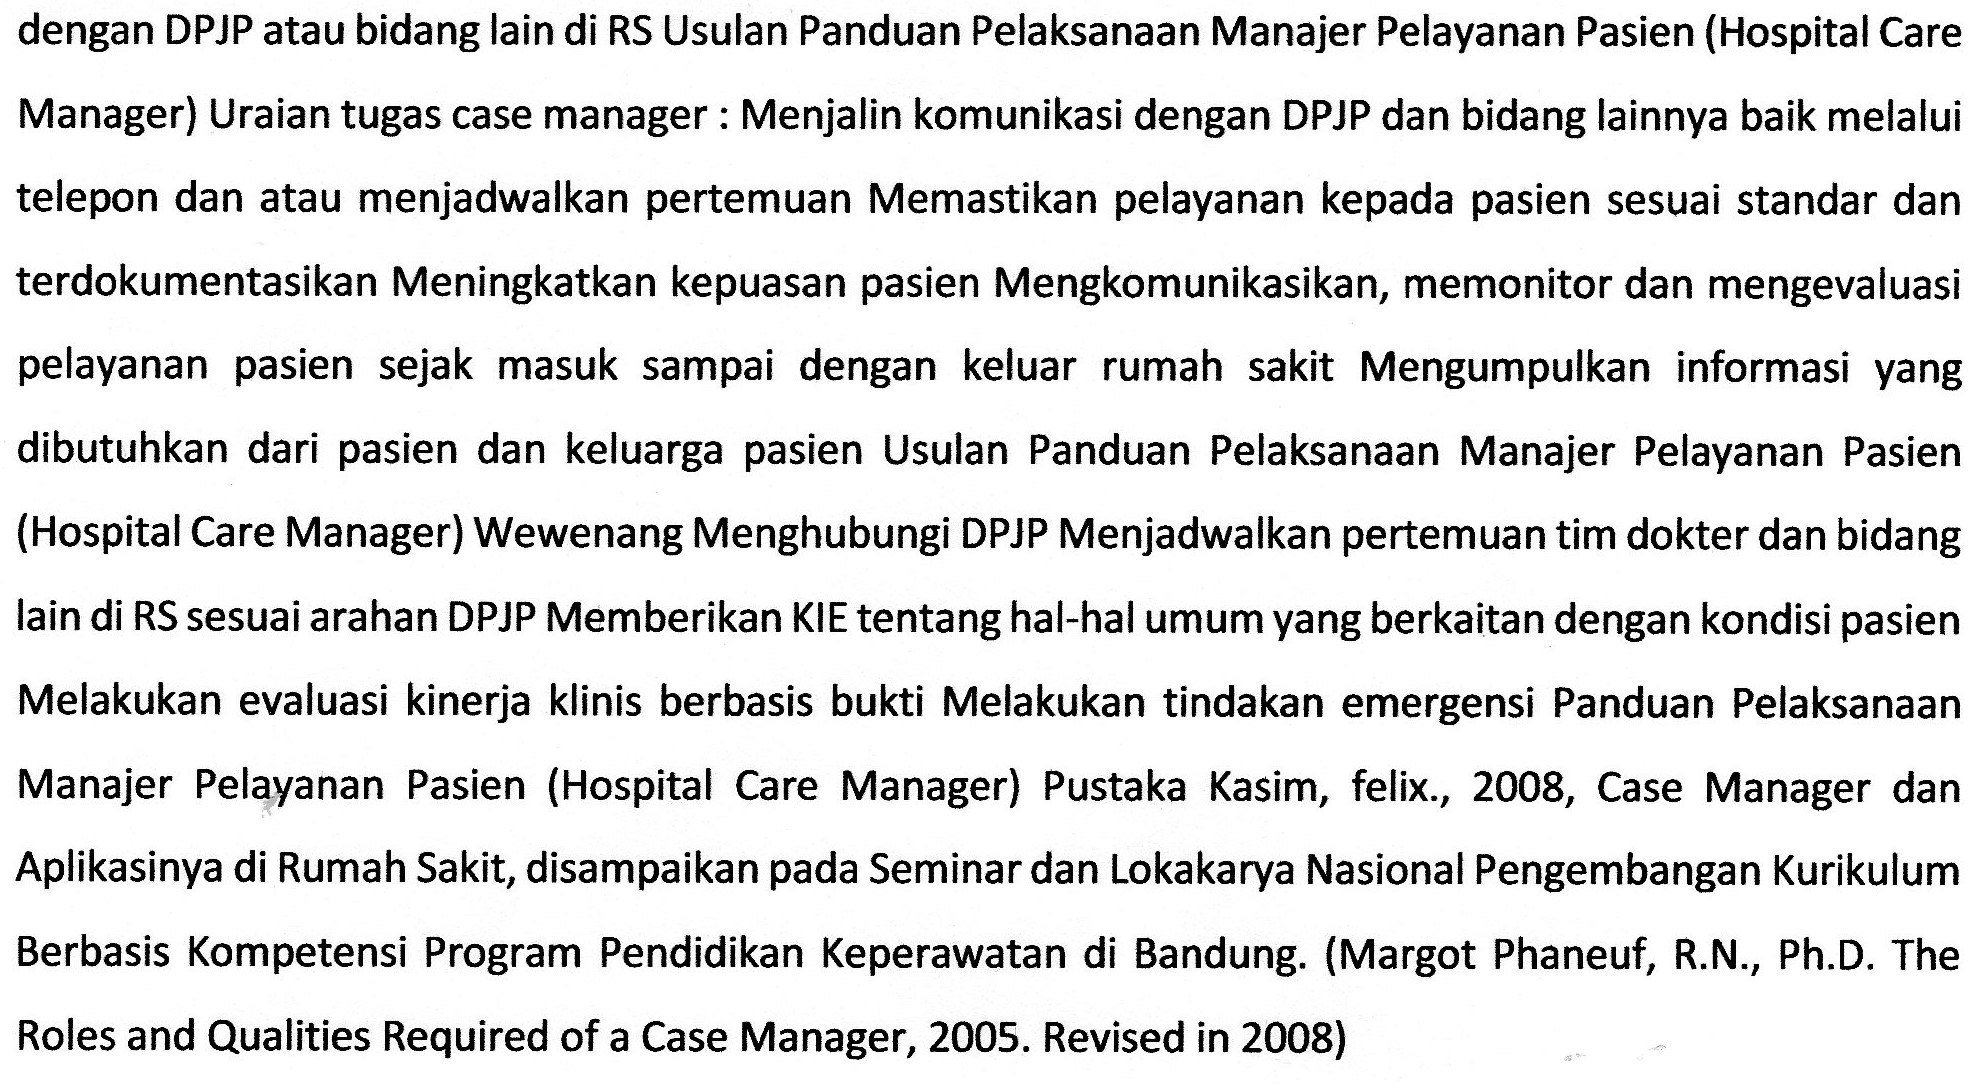 dengan DPJP atau bidang lain di RS Usulan Panduan Pelaksanaan Manajer Pelayanan Pasien (Hospital Care
Manager) Uraian tugas case manager : Menjalin komunikasi dengan DPJP dan bidang lainnya baik melalui
telepon dan atau menjadwalkan pertemuan Memastikan pelayanan kepada pasien sesuai standar dan
terdokumentasikan Meningkatkan kepuasan pasien Mengkomunikasikan, memonitor dan mengevaluasi
pelayanan pasien sejak masuk sampai dengan keluar rumah sakit Mengumpulkan informasi yang
dibutuhkan dari pasien dan keluarga pasien Usulan Panduan Pelaksanaan Manajer Pelayanan Pasien
(Hospital Care Manager) Wewenang Menghubungi DPJP Menjadwalkan pertemuan tim dokter dan bidang
lain di RS sesuai arahan DPJP Memberikan KIE tentang hal-hal umum yang berkaitan dengan kondisi pasien
Melakukan evaluasi kinerja klinis berbasis bukti Melakukan tindakan emergensi Panduan Pelaksanaan
Manajer Pelayanan Pasien (Hospital Care Manager) Pustaka Kasim, felix., 2008, Case Manager dan
Aplikasinya di Rumah Sakit, disampaikan pada Seminar dan Lokakarya Nasional Pengembangan Kurikulum
Berbasis Kompetensi Program Pendidikan Keperawatan di Bandung. (Margot Phaneuf, R.N., Ph.D. The
Roles and Qualities Required of a Case Manager, 2005. Revised in 2008)